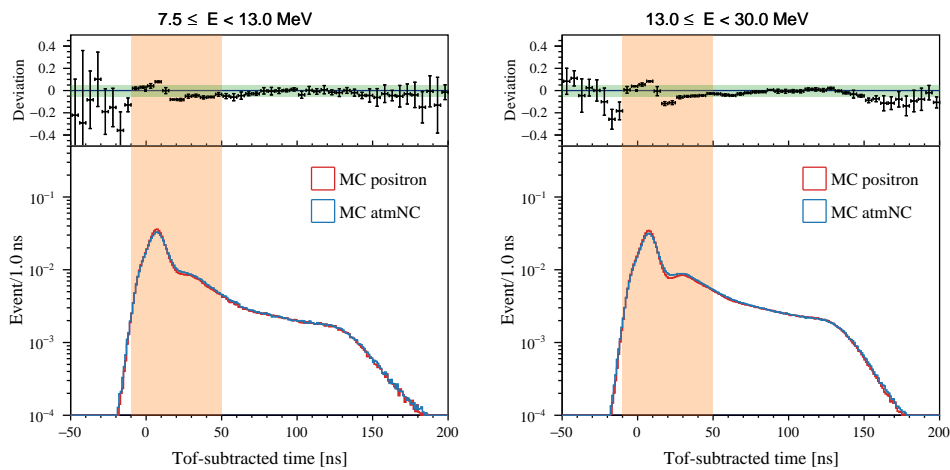 7.5 ≤ E < 13.0 MeV
0.4
0.2
0
−0.2
−0.4
Deviation
MC positron
MC atmNC
10⁻¹
10⁻²
10⁻³
10⁻⁴
Event/1.0 ns
−50 0 50 100 150 200
Tof-subtracted time [ns]
13.0 ≤ E < 30.0 MeV
0.4
0.2
0
−0.2
−0.4
Deviation
MC positron
MC atmNC
10⁻¹
10⁻²
10⁻³
10⁻⁴
Event/1.0 ns
−50 0 50 100 150 200
Tof-subtracted time [ns]